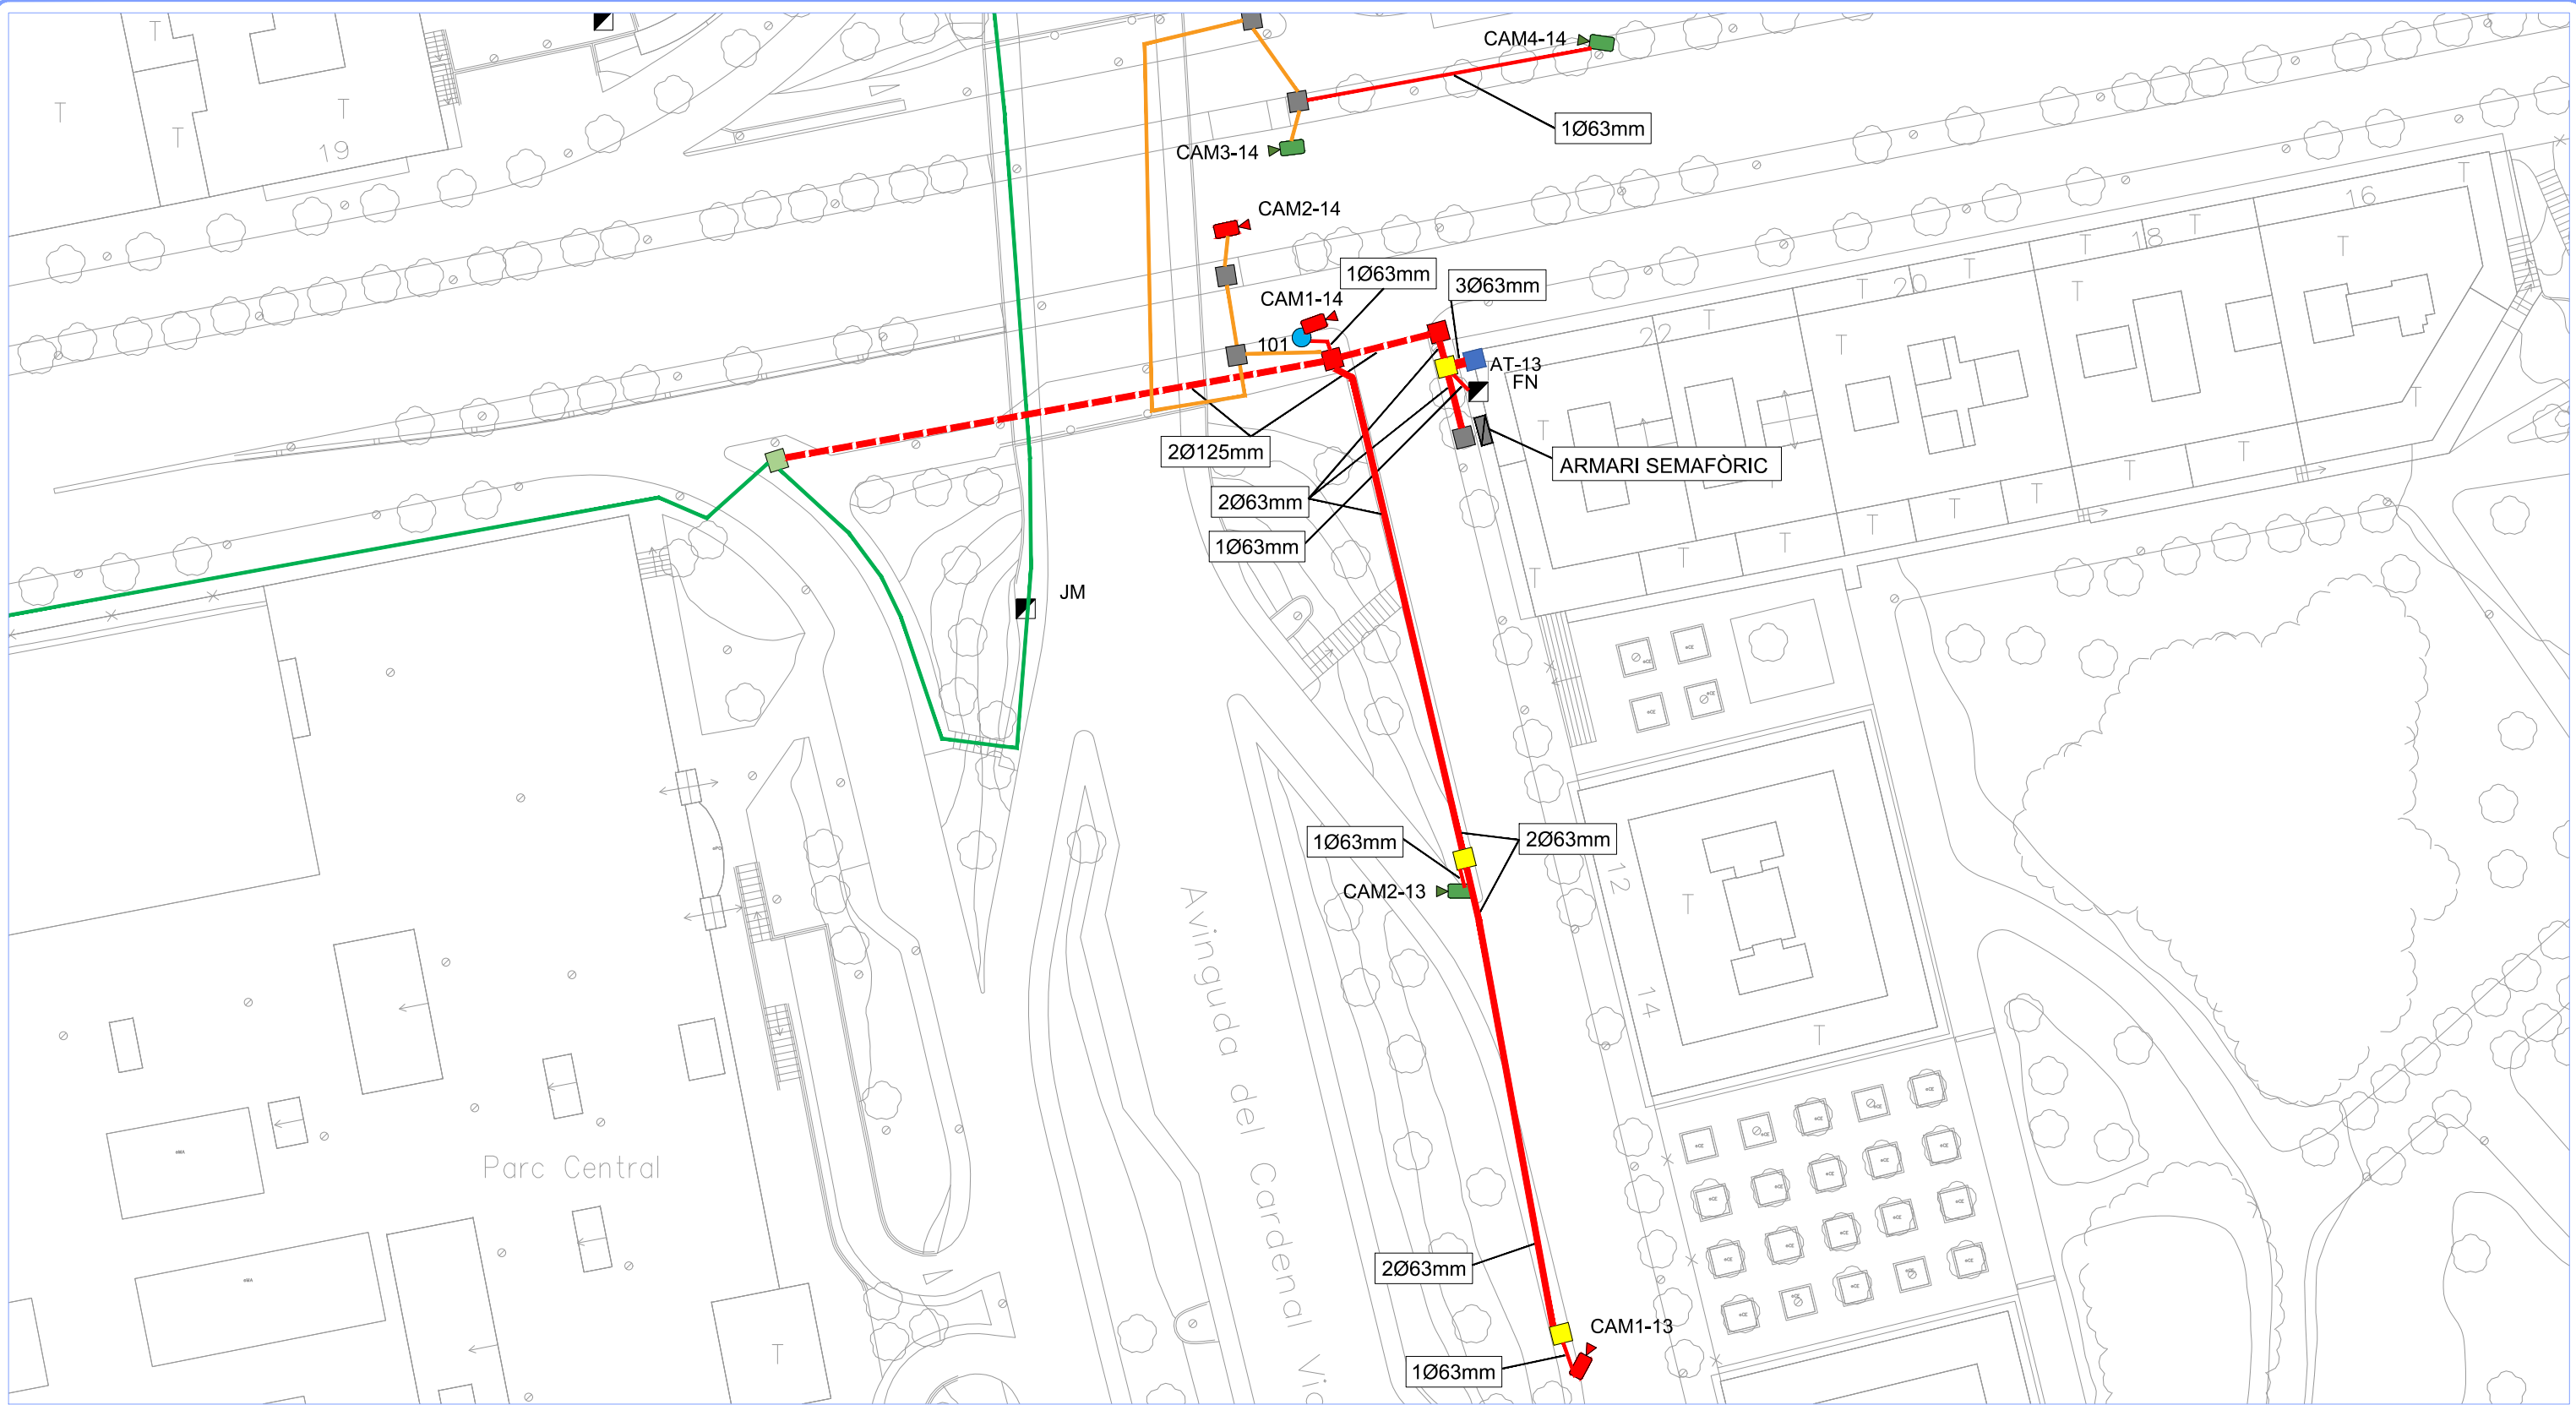 CAM4-14
1Ø63mm
CAM3-14
CAM2-14
19
T
T
T
T
16
18
20
22
1Ø63mm
3Ø63mm
CAM1-14
101
AT-13
FN
2Ø125mm
ARMARI SEMAFÒRIC
2Ø63mm
1Ø63mm
JM
1Ø63mm
2Ø63mm
CAM2-13
12
14
T
T
Avinguda del Cardenal Vic
Parc Central
2Ø63mm
CAM1-13
1Ø63mm
T